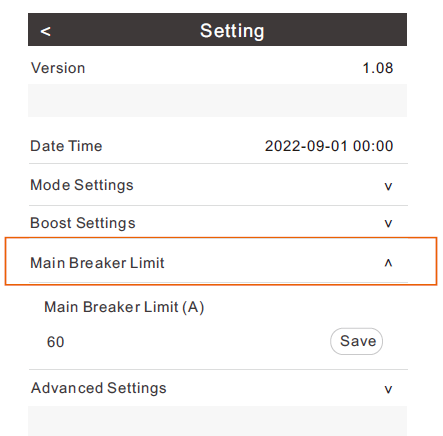 < Setting
Version 1.08
Date Time 2022-09-01 00:00
Mode Settings v
Boost Settings v
Main Breaker Limit ^
Main Breaker Limit (A)
60 Save
Advanced Settings v